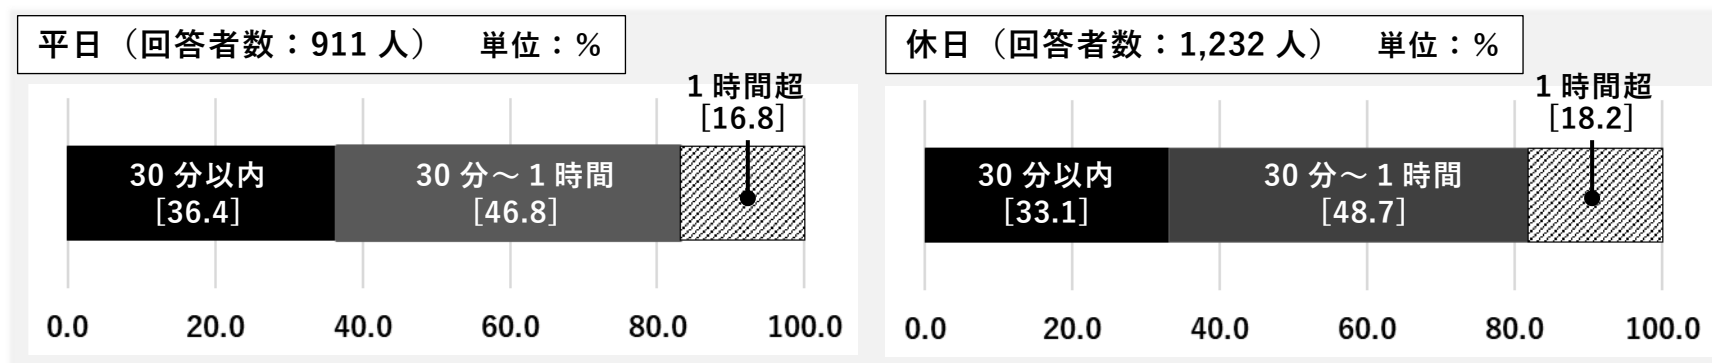 平日（回答者数：911 人）　単位：%
1 時間超
[16.8]
30 分以内
[36.4]
30 分～1 時間
[46.8]
0.0 20.0 40.0 60.0 80.0 100.0
休日（回答者数：1,232 人）　単位：%
1 時間超
[18.2]
30 分以内
[33.1]
30 分～1 時間
[48.7]
0.0 20.0 40.0 60.0 80.0 100.0